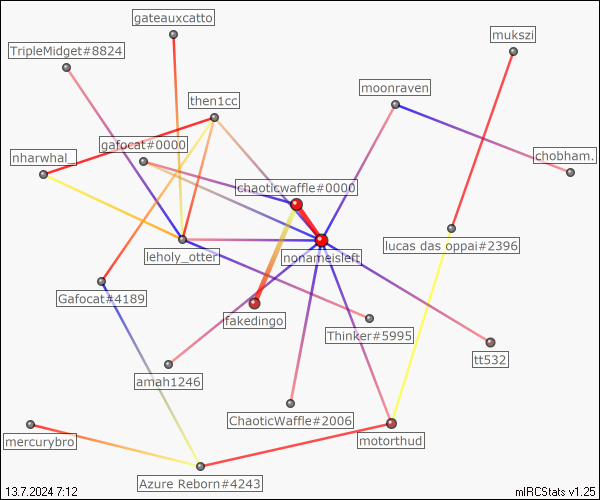 gateauxcatto
mukszi
TripleMidget#8824
moonraven
then1cc
gafocat#0000
nharwhal_
chobham.
chaoticwaffle#0000
lucas das oppai#2396
leholy_otter
nonameisleft
Gafocat#4189
fakedingo
Thinker#5995
tt532
amah1246
ChaoticWaffle#2006
mercurybro
motorthud
Azure Reborn#4243
13.7.2024 7:12
mIRCStats v1.25